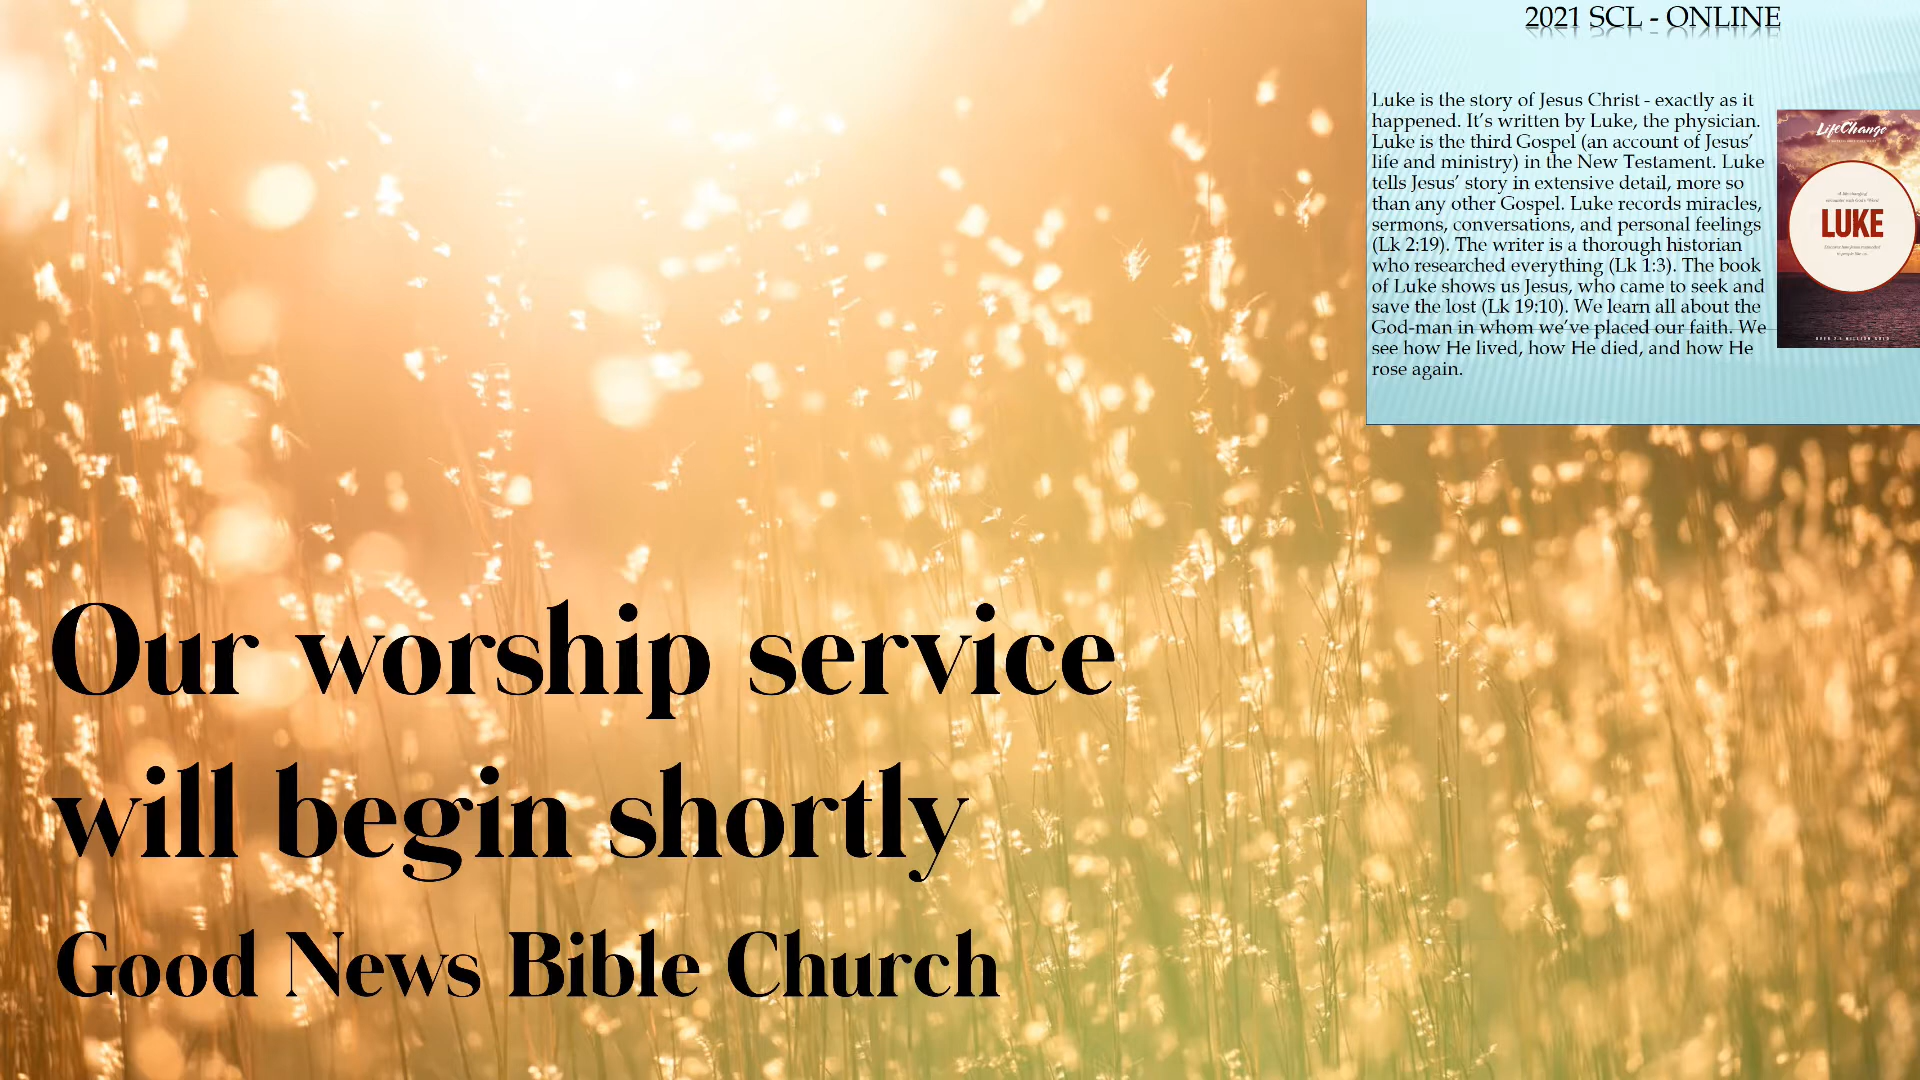 2021 SCL - ONLINE
Luke is the story of Jesus Christ - exactly as it
happened. It's written by Luke, the physician.
Luke is the third Gospel (an account of Jesus'
life and ministry) in the New Testament. Luke
tells Jesus' story in extensive detail, more so
than any other Gospel. Luke records miracles,
sermons, conversations, and personal feelings
(Lk 2:19). The writer is a thorough historian
who researched everything (Lk 1:3). The book
of Luke shows us Jesus, who came to seek and
save the lost (Lk 19:10). We learn all about the
God-man in whom we've placed our faith. We
see how He lived, how He died, and how He
rose again.
LifeChange
LUKE
Our worship service
will begin shortly
Good News Bible Church